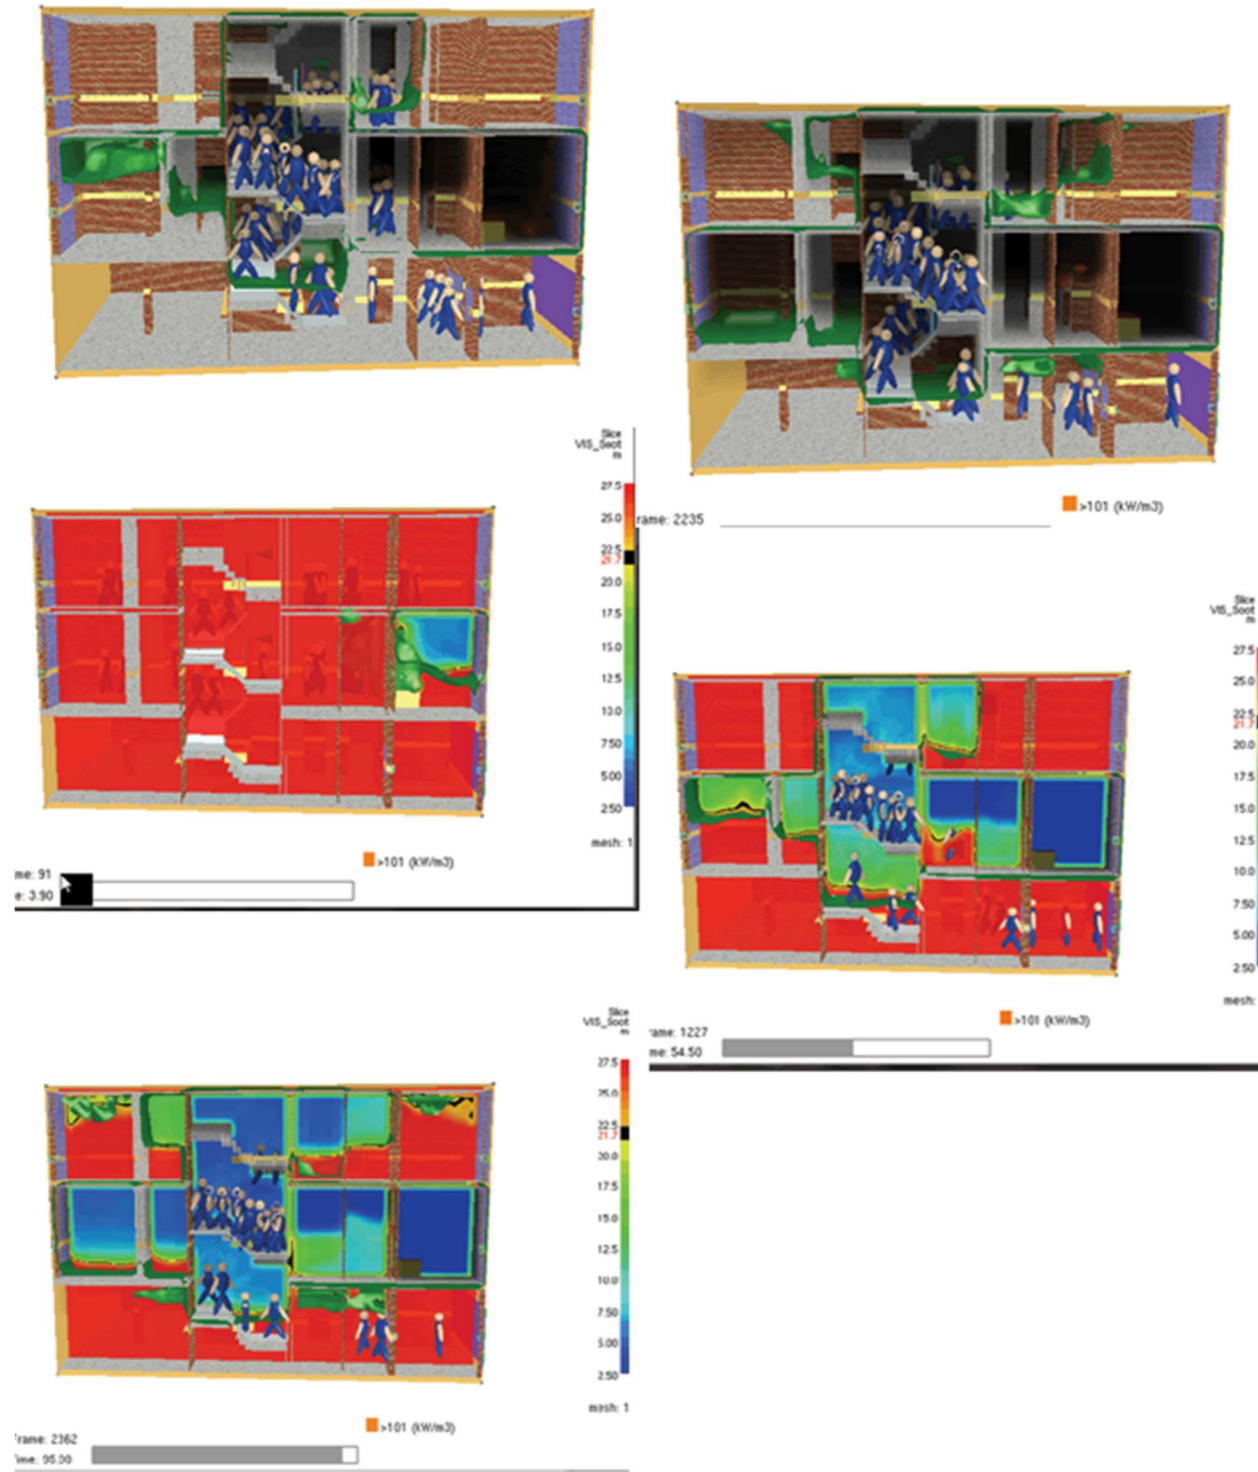 >101 (kW/m3)
rame: 2235
Slice
VIS_Soot
m
27.5
25.0
22.5
21.7
20.0
17.5
15.0
12.5
10.0
7.50
5.00
2.50
mesh: 1
>101 (kW/m3)
me: 91
e: 3.90
Slice
VIS_Soot
m
27.5
25.0
22.5
21.7
20.0
17.5
15.0
12.5
10.0
7.50
5.00
2.50
mesh:
>101 (kW/m3)
rame: 1227
me: 54.50
Slice
VIS_Soot
m
27.5
25.0
22.5
21.7
20.0
17.5
15.0
12.5
10.0
7.50
5.00
2.50
mesh: 1
>101 (kW/m3)
Frame: 2362
ime: 95.00